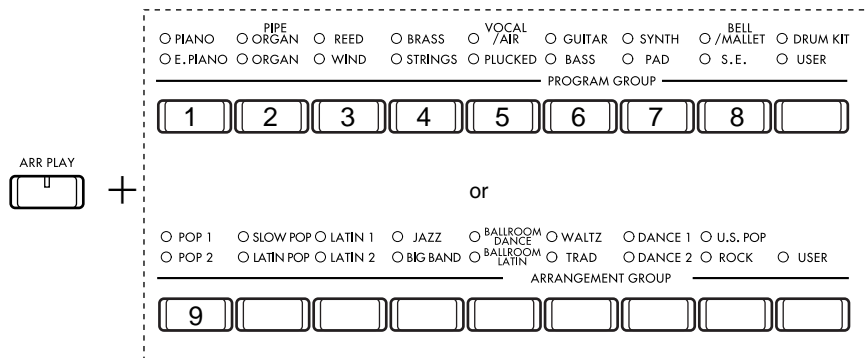 PIANO PIPE ORGAN REED BRASS VOCAL /AIR GUITAR SYNTH BELL /MALLET DRUM KIT
E.PIANO ORGAN WIND STRINGS PLUCKED BASS PAD S.E. USER
PROGRAM GROUP
1 2 3 4 5 6 7 8
ARR PLAY
+
or
POP 1 SLOW POP LATIN 1 JAZZ BALLROOM DANCE WALTZ DANCE 1 U.S. POP
POP 2 LATIN POP LATIN 2 BIG BAND BALLROOM LATIN TRAD DANCE 2 ROCK USER
ARRANGEMENT GROUP
9